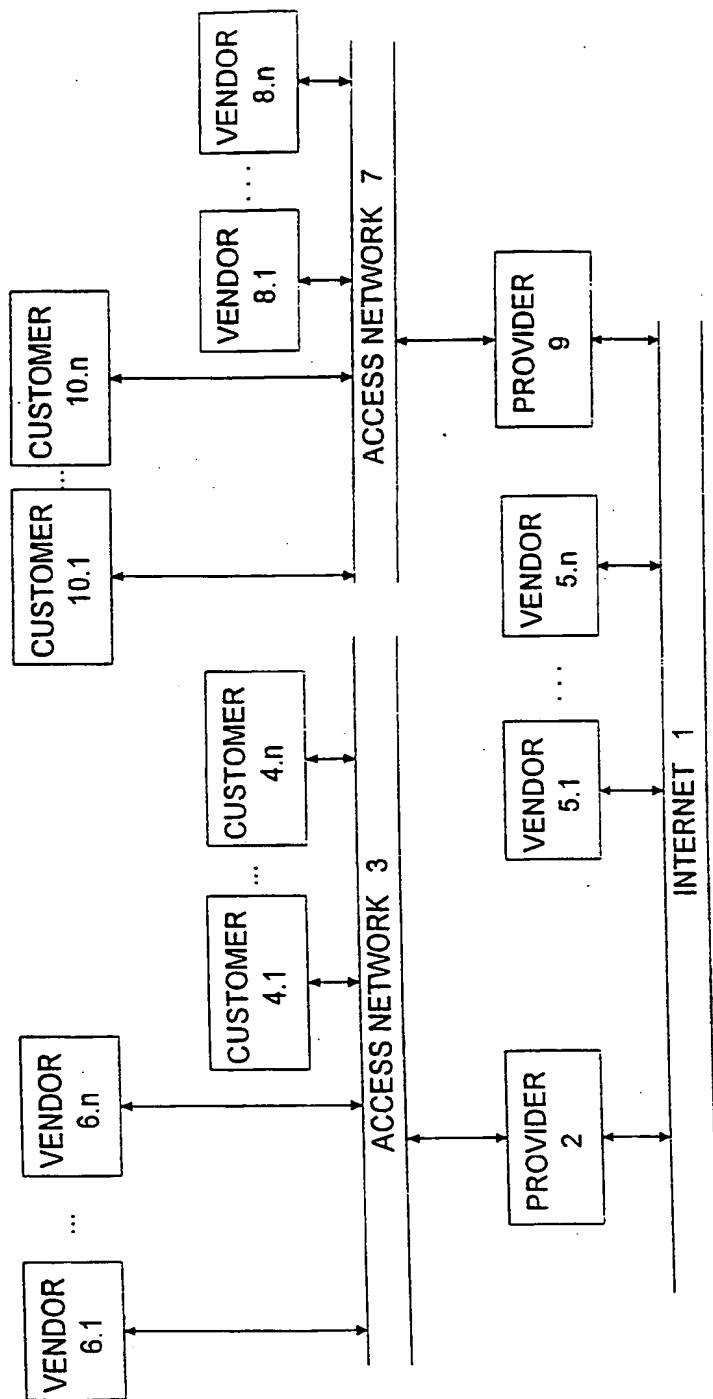 VENDOR
6.1
...
VENDOR
6.n
CUSTOMER
10.1
...
CUSTOMER
10.n
CUSTOMER
4.1
...
CUSTOMER
4.n
VENDOR
8.1
....
VENDOR
8.n
ACCESS NETWORK 3
ACCESS NETWORK 7
PROVIDER
2
VENDOR
5.1
...
VENDOR
5.n
PROVIDER
9
INTERNET 1